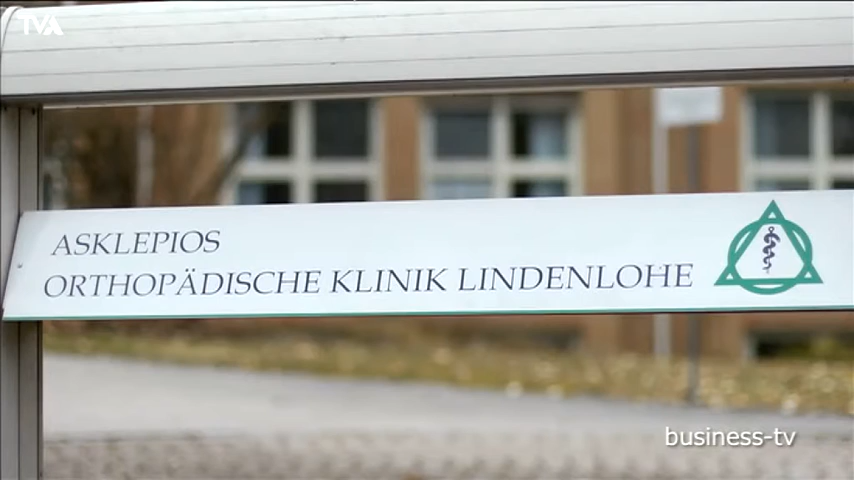 TVA
ASKLEPIOS
ORTHOPÄDISCHE KLINIK LINDENLOHE
business-tv